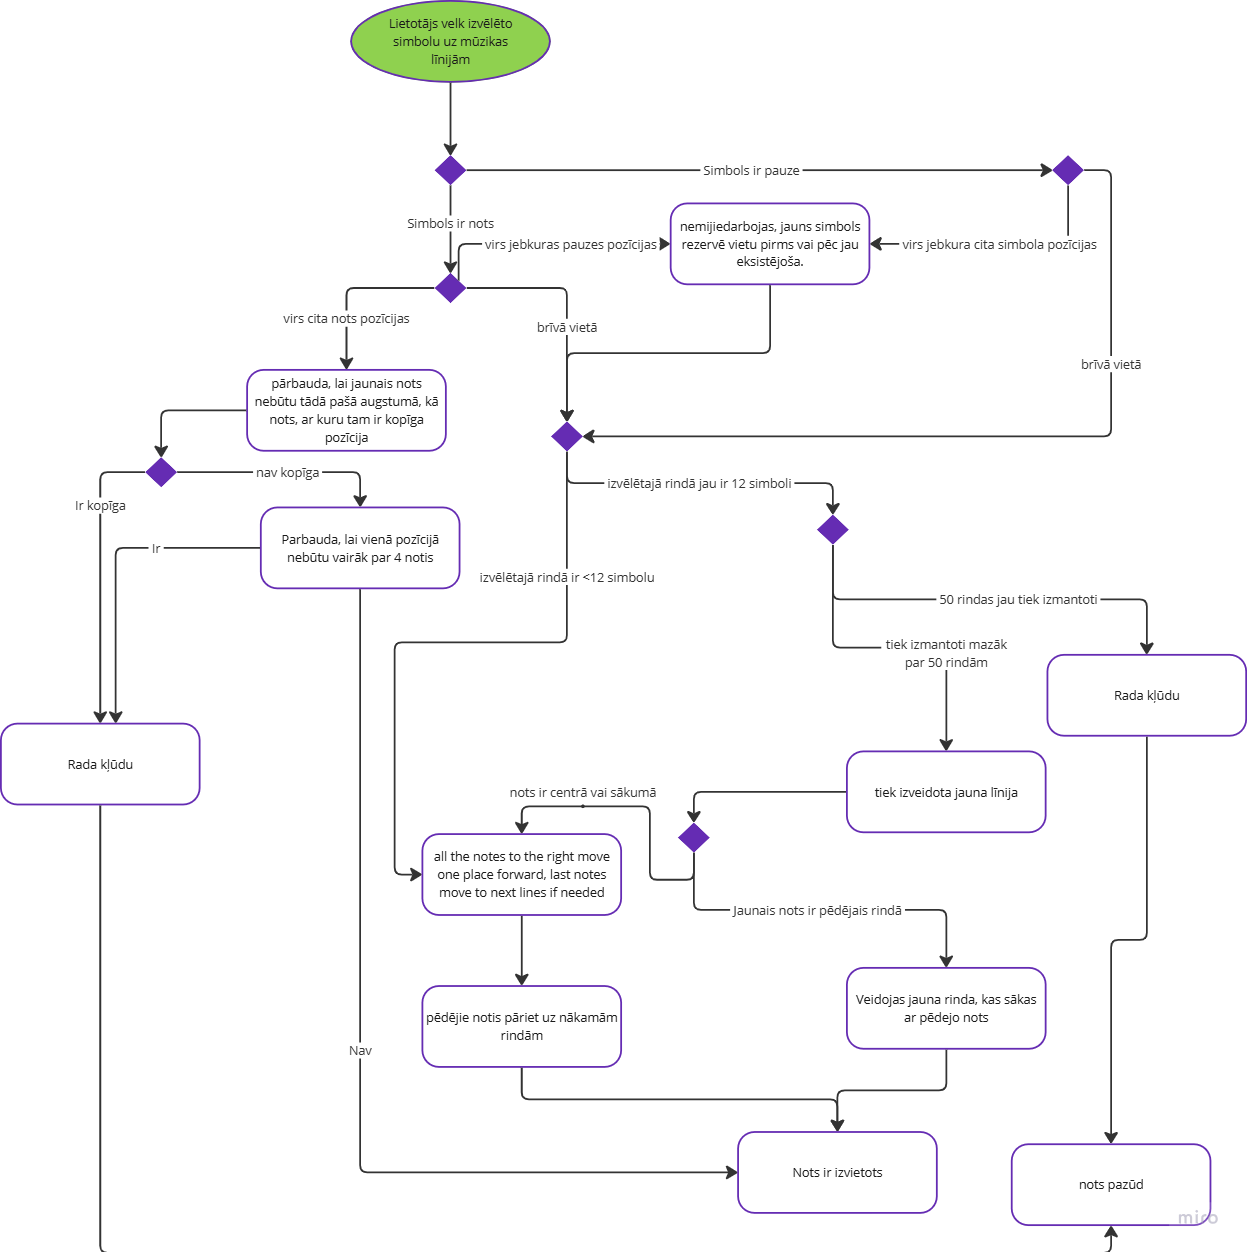 Lietotājs velk izvēlēto
simbolu uz mūzikas
līnijām
Simbols ir pauze
Simbols ir nots
virs jebkuras pauzes pozīcijas
nemijiedarbojas, jauns simbols
rezervē vietu pirms vai pēc jau
eksistējoša.
virs jebkura cita simbola pozīcijas
virs cita nots pozīcijas
brīvā vietā
brīvā vietā
pārbauda, lai jaunais nots
nebūtu tādā pašā augstumā, kā
nots, ar kuru tam ir kopīga
pozīcija
nav kopīga
Ir kopīga
izvēlētajā rindā jau ir 12 simboli
Parbauda, lai vienā pozīcijā
nebūtu vairāk par 4 notis
Ir
izvēlētajā rindā ir <12 simbolu
50 rindas jau tiek izmantoti
tiek izmantoti mazāk
par 50 rindām
Rada kļūdu
Rada kļūdu
tiek izveidota jauna līnija
nots ir centrā vai sākumā
all the notes to the right move
one place forward, last notes
move to next lines if needed
Jaunais nots ir pēdējais rindā
Veidojas jauna rinda, kas sākas
ar pēdejo nots
pēdējie notis pāriet uz nākamām
rindām
Nav
Nots ir izvietots
nots pazūd
miro